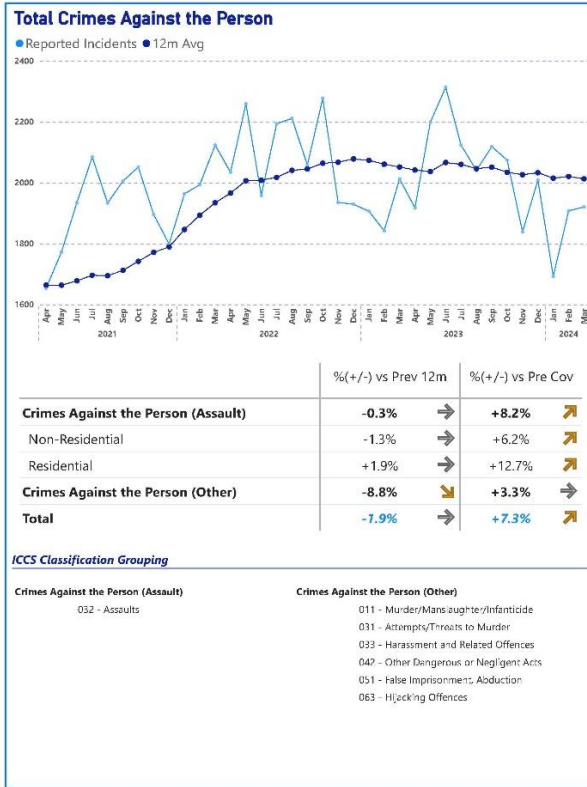 Total Crimes Against the Person
Reported Incidents 12m Avg
2400
2200
2000
1800
1600
Apr May Jun Jul Aug Sep Oct Nov Dec Jan Feb Mar Apr May Jun Jul Aug Sep Oct Nov Dec Jan Feb Mar Apr May Jun Jul Aug Sep Oct Nov Dec Jan Feb Mar
2021 2022 2023 2024
%(+/-) vs Prev 12m %(+/-) vs Pre Cov
Crimes Against the Person (Assault) -0.3% +8.2%
Non-Residential -1.3% +6.2%
Residential +1.9% +12.7%
Crimes Against the Person (Other) -8.8% +3.3%
Total -1.9% +7.3%
ICCS Classification Grouping
Crimes Against the Person (Assault) Crimes Against the Person (Other)
032 - Assaults 011 - Murder/Manslaughter/Infanticide
031 - Attempts/Threats to Murder
033 - Harassment and Related Offences
042 - Other Dangerous or Negligent Acts
051 - False Imprisonment, Abduction
063 - Hijacking Offences